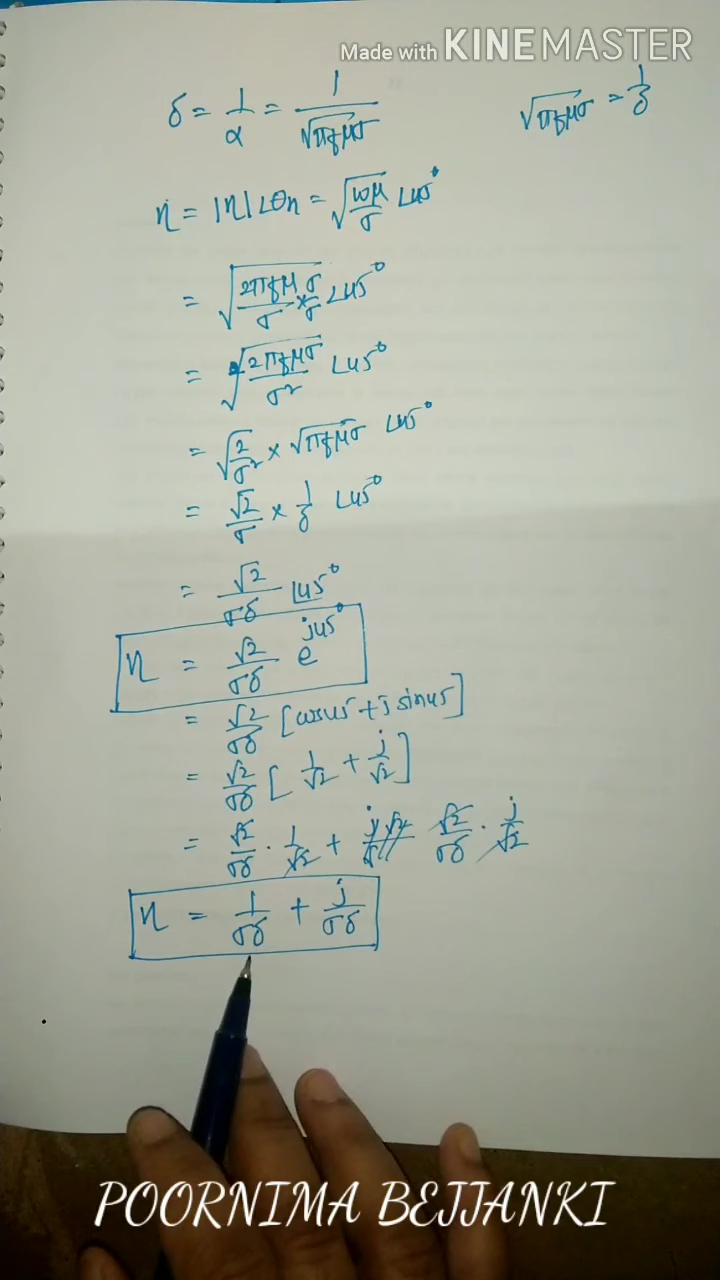 Made with KINEMASTER
δ = 1/α = 1/√(πfμσ) √(πfμσ) = 1/δ
η = |η|∠θη = √(ωμ/σ) ∠45°
= √(2πfμ/σ × σ/σ) ∠45°
= √(2πfμσ/σ²) ∠45°
= √(2/σ²) × √(πfμσ) ∠45°
= √2/σ × 1/δ ∠45°
= √2/σδ ∠45°
η = √2/σδ e^j45°
= √2/σδ [cos45 + j sin45]
= √2/σδ [1/√2 + j/√2]
= √2/σδ · 1/√2 + √2/σδ · j/√2
η = 1/σδ + j/σδ
POORNIMA BEJJANKI